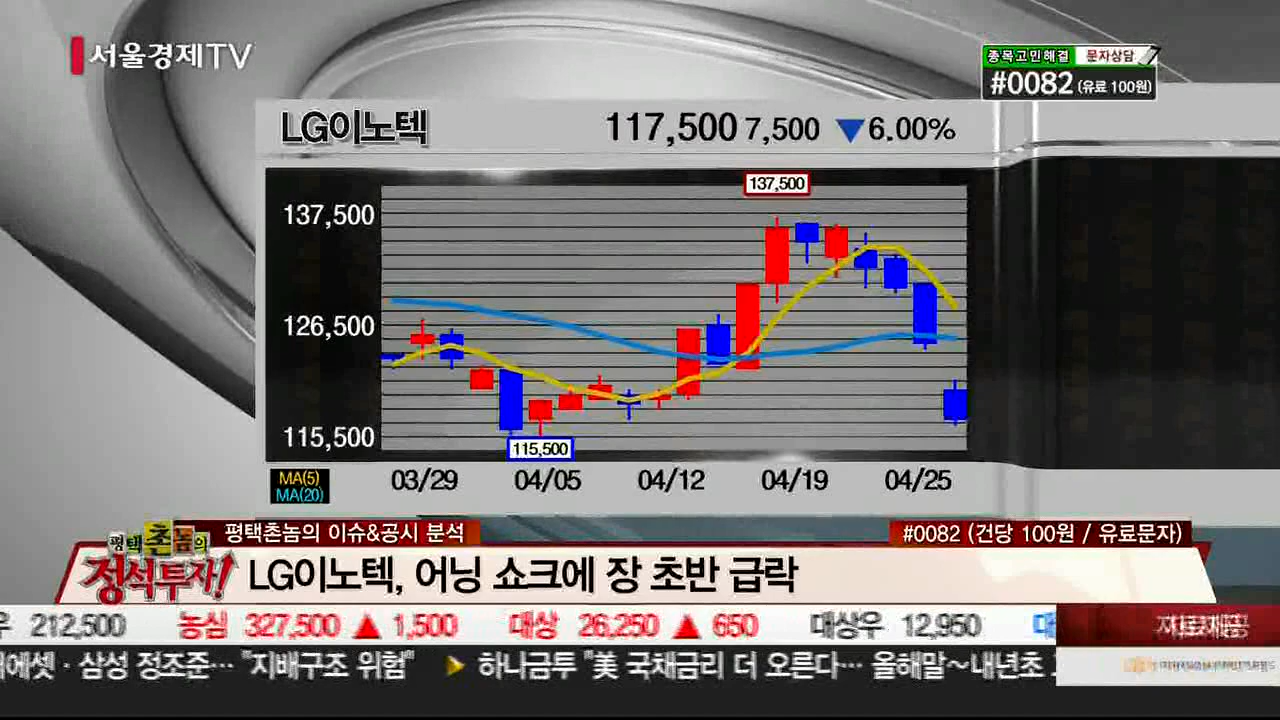 서울경제TV
종목고민해결 문자상담
#0082 (유료 100원)
LG이노텍 117,500 7,500 ▼6.00%
137,500
137,500
126,500
115,500
115,500
MA(5)
MA(20)
03/29 04/05 04/12 04/19 04/25
평택촌놈의
정석투자!
평택촌놈의 이슈&공시 분석
#0082 (건당 100원 / 유료문자)
LG이노텍, 어닝 쇼크에 장 초반 급락
우 212,500 농심 327,500 ▲ 1,500 대상 26,250 ▲ 650 대상우 12,950
래에셋·삼성 정조준… "지배구조 위험" ▶ 하나금투 "美 국채금리 더 오른다… 올해말~내년초